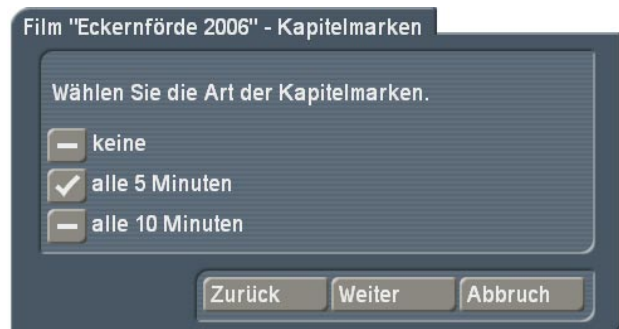 Film "Eckernförde 2006" - Kapitelmarken
Wählen Sie die Art der Kapitelmarken.
keine
alle 5 Minuten
alle 10 Minuten
Zurück Weiter Abbruch